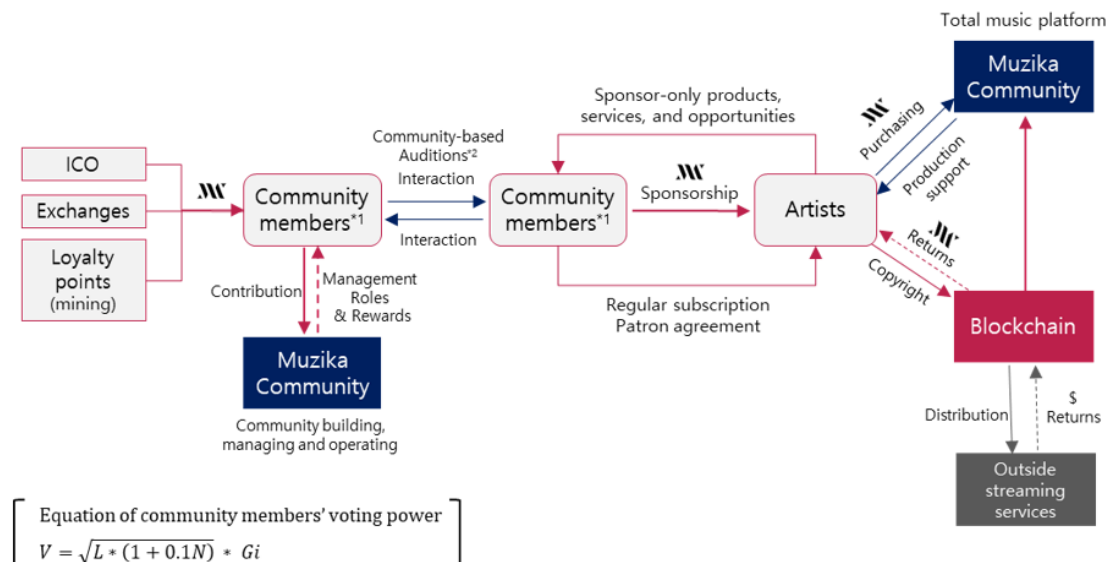 Total music platform
Muzika
Community
Sponsor-only products,
services, and opportunities
Purchasing
Production
support
Community-based
Auditions*2
Interaction
ICO
Exchanges
Loyalty
points
(mining)
Community
members*1
Interaction
Community
members*1
Sponsorship
Artists
Returns
Copyright
Contribution
Management
Roles
& Rewards
Regular subscription
Patron agreement
Blockchain
Muzika
Community
Community building,
managing and operating
Distribution
$
Returns
Outside
streaming
services
Equation of community members' voting power
V = √L * (1 + 0.1N) * Gi